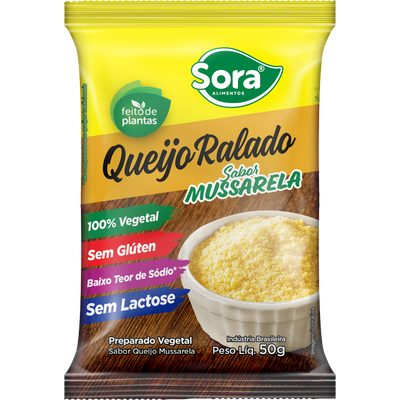 Sora®
ALIMENTOS
feito de
plantas
Queijo Ralado
Sabor
MUSSARELA
100% Vegetal
Sem Glúten
Baixo Teor de Sódio*
Sem Lactose
Preparado Vegetal
Sabor Queijo Mussarela
Indústria Brasileira
Peso Líq. 50g